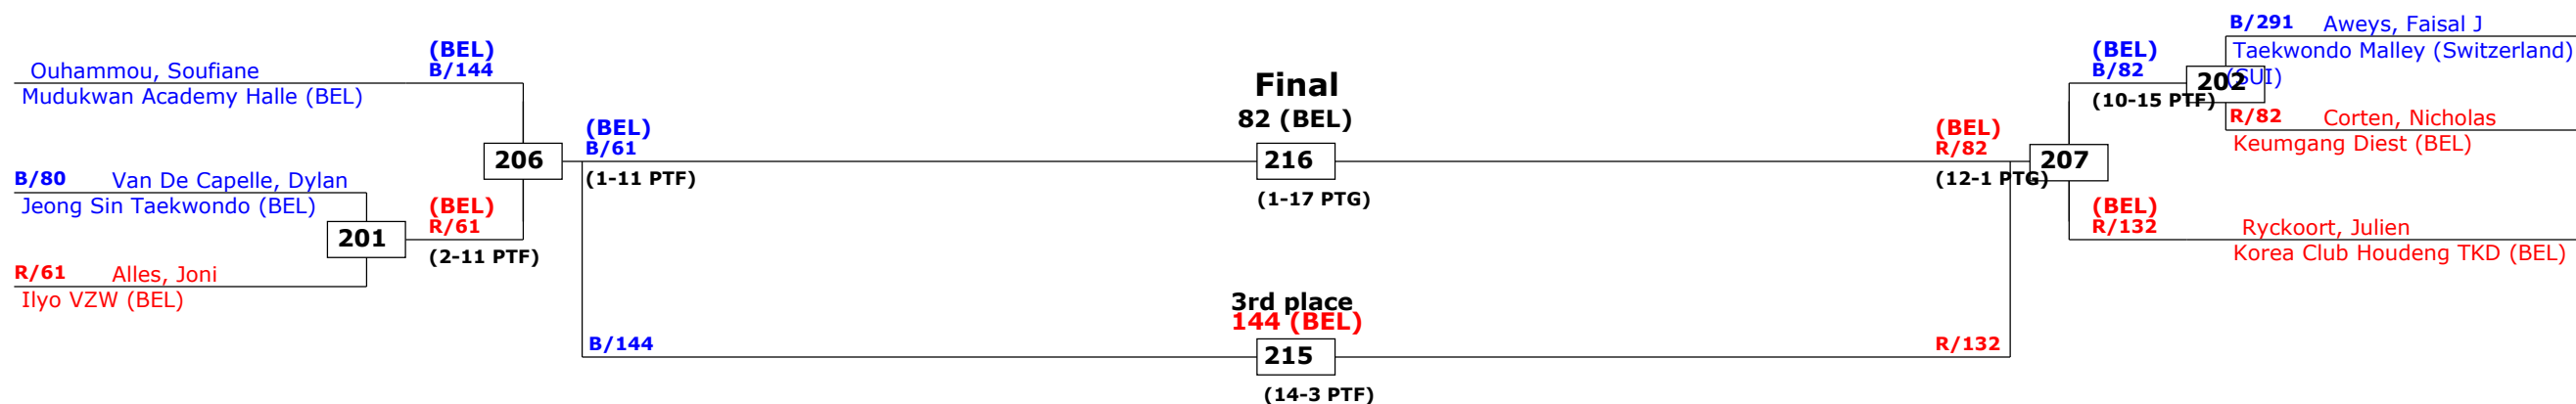 Ouhammou, Soufiane
Mudukwan Academy Halle (BEL)
(BEL)
B/144
B/80 Van De Capelle, Dylan
Jeong Sin Taekwondo (BEL)
R/61 Alles, Joni
Ilyo VZW (BEL)
201
(BEL)
R/61
(2-11 PTF)
206
(BEL)
B/61
(1-11 PTF)
B/144
Final
82 (BEL)
216
(1-17 PTG)
3rd place
144 (BEL)
215
(14-3 PTF)
(BEL)
R/82
(12-1 PTG)
R/132
207
(BEL)
B/82
(10-15 PTF)
202
B/291 Aweys, Faisal J
Taekwondo Malley (Switzerland)
(SUI)
R/82 Corten, Nicholas
Keumgang Diest (BEL)
(BEL)
R/132
Ryckoort, Julien
Korea Club Houdeng TKD (BEL)